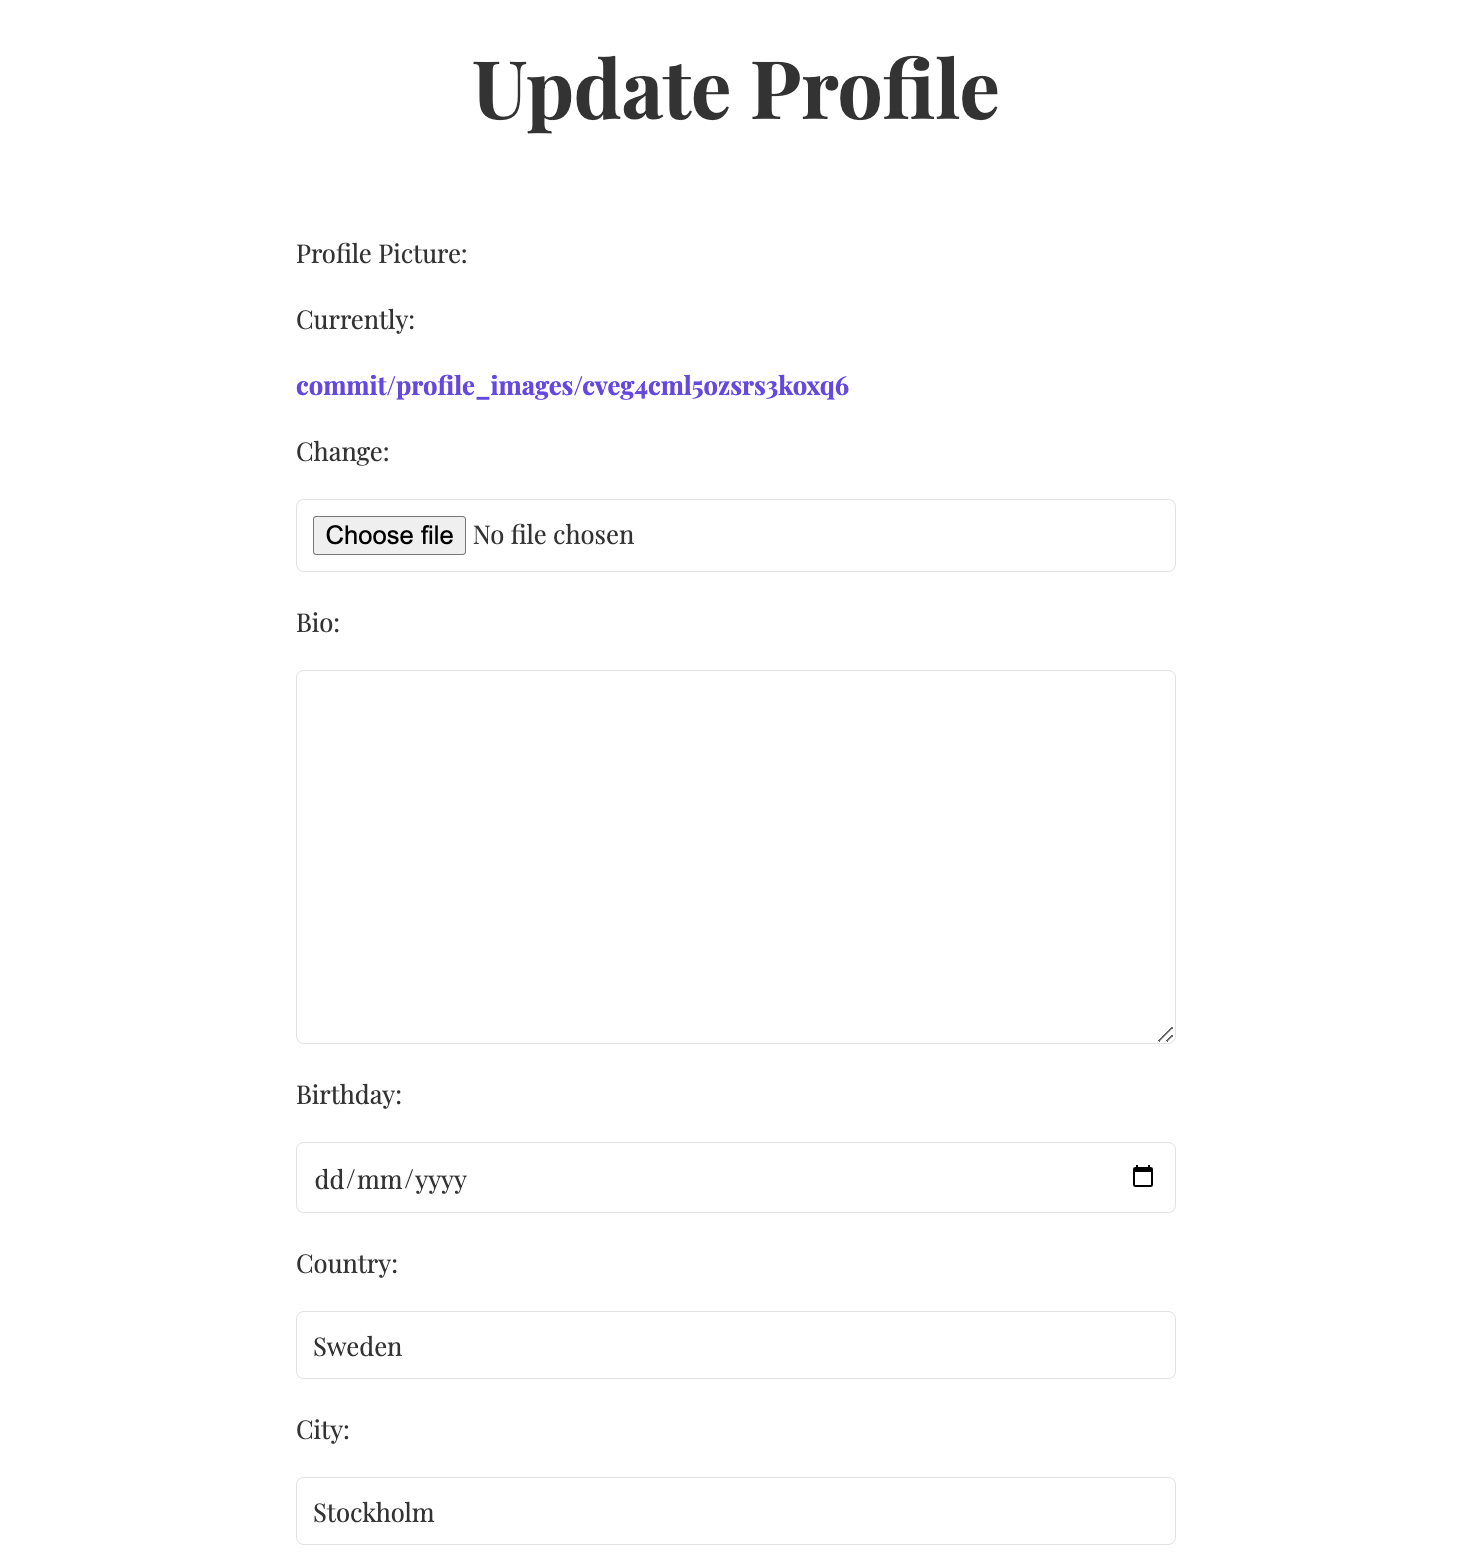 Update Profile
Profile Picture:
Currently:
commit/profile_images/cveg4cml5ozsrs3koxq6
Change:
Choose file No file chosen
Bio:
Birthday:
dd/mm/yyyy
Country:
Sweden
City:
Stockholm